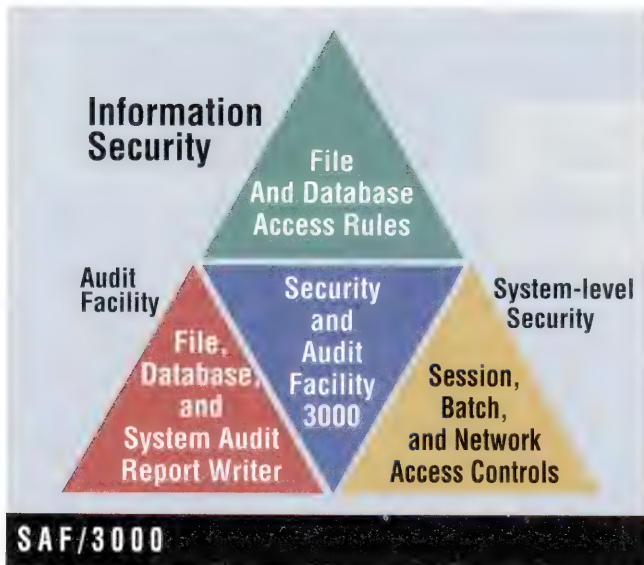 Information
Security
File
And Database
Access Rules
Audit
Facility
System-level
Security
Security
and
Audit
Facility
3000
File,
Database,
and
System Audit
Report Writer
Session,
Batch,
and Network
Access Controls
SAF/3000